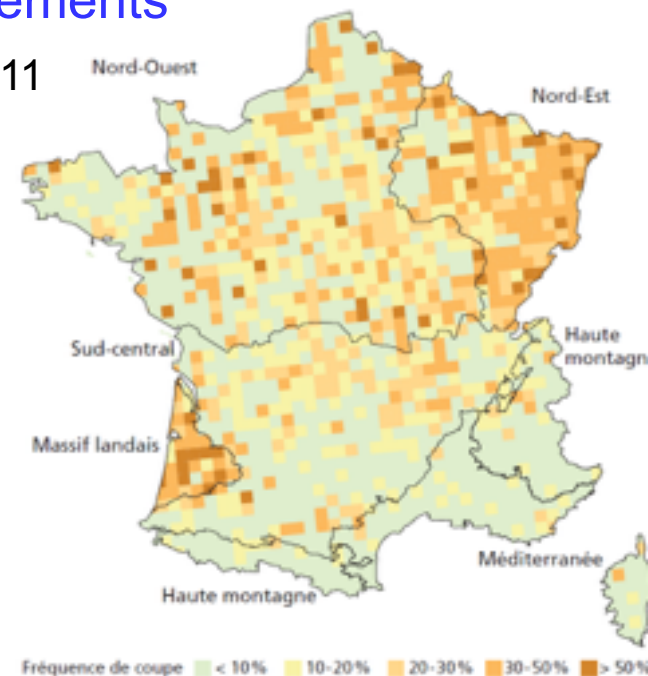 ements
11
Nord-Ouest
Nord-Est
Sud-central
Haute
montagn
Massif landais
Méditerranée
Haute montagne
Fréquence de coupe < 10% 10-20% 20-30% 30-50% > 50%